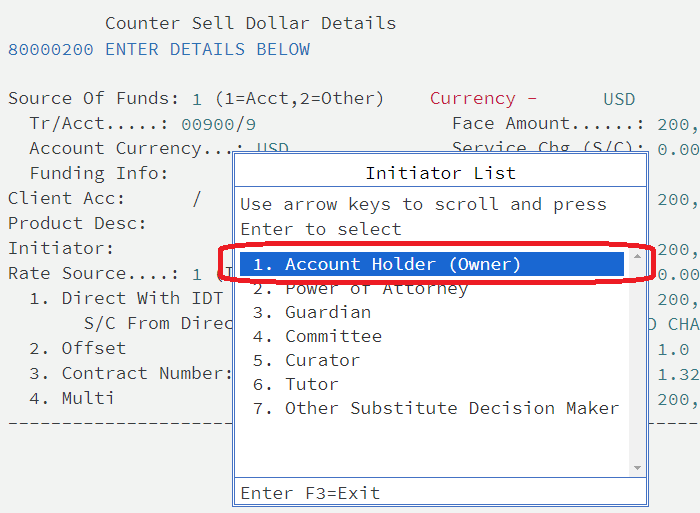 Counter Sell Dollar Details
80000200 ENTER DETAILS BELOW
Source Of Funds: 1 (1=Acct,2=Other) Currency – USD
Tr/Acct.....: 00900/9 Face Amount......: 200,
Account Currency...: USD Service Chg (S/C): 0.00
Funding Info:
Client Acc: / 200,
Product Desc:
Initiator: 200,
Rate Source....: 1 0.00
1. Direct With IDT 200,
S/C From Direc D CHA
2. Offset 1.0
3. Contract Number: 1.32
4. Multi 200,
Initiator List
Use arrow keys to scroll and press
Enter to select
1. Account Holder (Owner)
2. Power of Attorney
3. Guardian
4. Committee
5. Curator
6. Tutor
7. Other Substitute Decision Maker
Enter F3=Exit